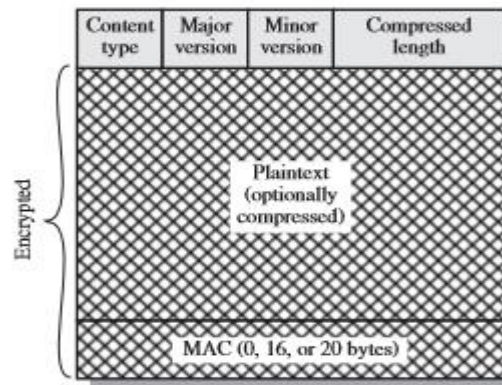 Content type
Major version
Minor version
Compressed length
Encrypted
Plaintext
(optionally
compressed)
MAC (0, 16, or 20 bytes)